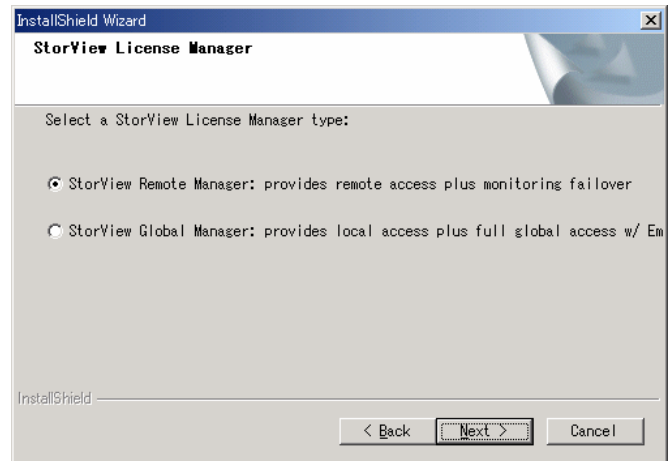 InstallShield Wizard
StorView License Manager
Select a StorView License Manager type:
StorView Remote Manager: provides remote access plus monitoring failover
StorView Global Manager: provides local access plus full global access w/ Em
InstallShield
< Back
Next >
Cancel